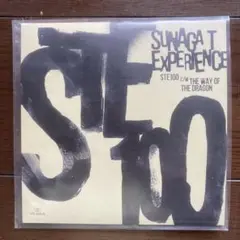 SUNAGA T
EXPERIENCE
STE100 c/w THE WAY OF
THE DRAGON
STE
100